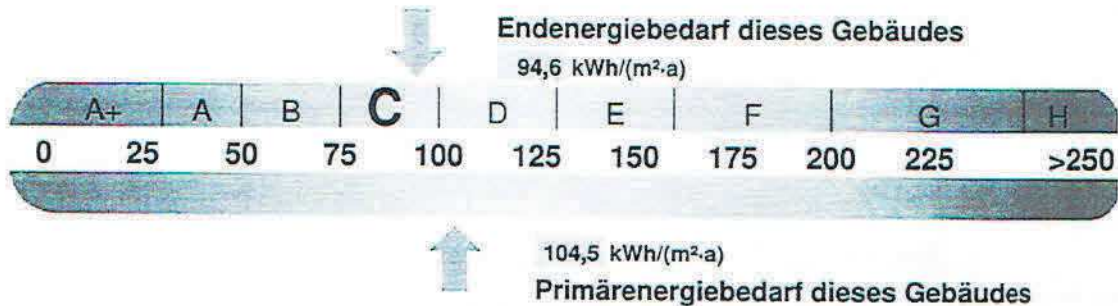 Endenergiebedarf dieses Gebäudes
94,6 kWh/(m²·a)
A+ A B C D E F G H
0 25 50 75 100 125 150 175 200 225 >250
104,5 kWh/(m²·a)
Primärenergiebedarf dieses Gebäudes